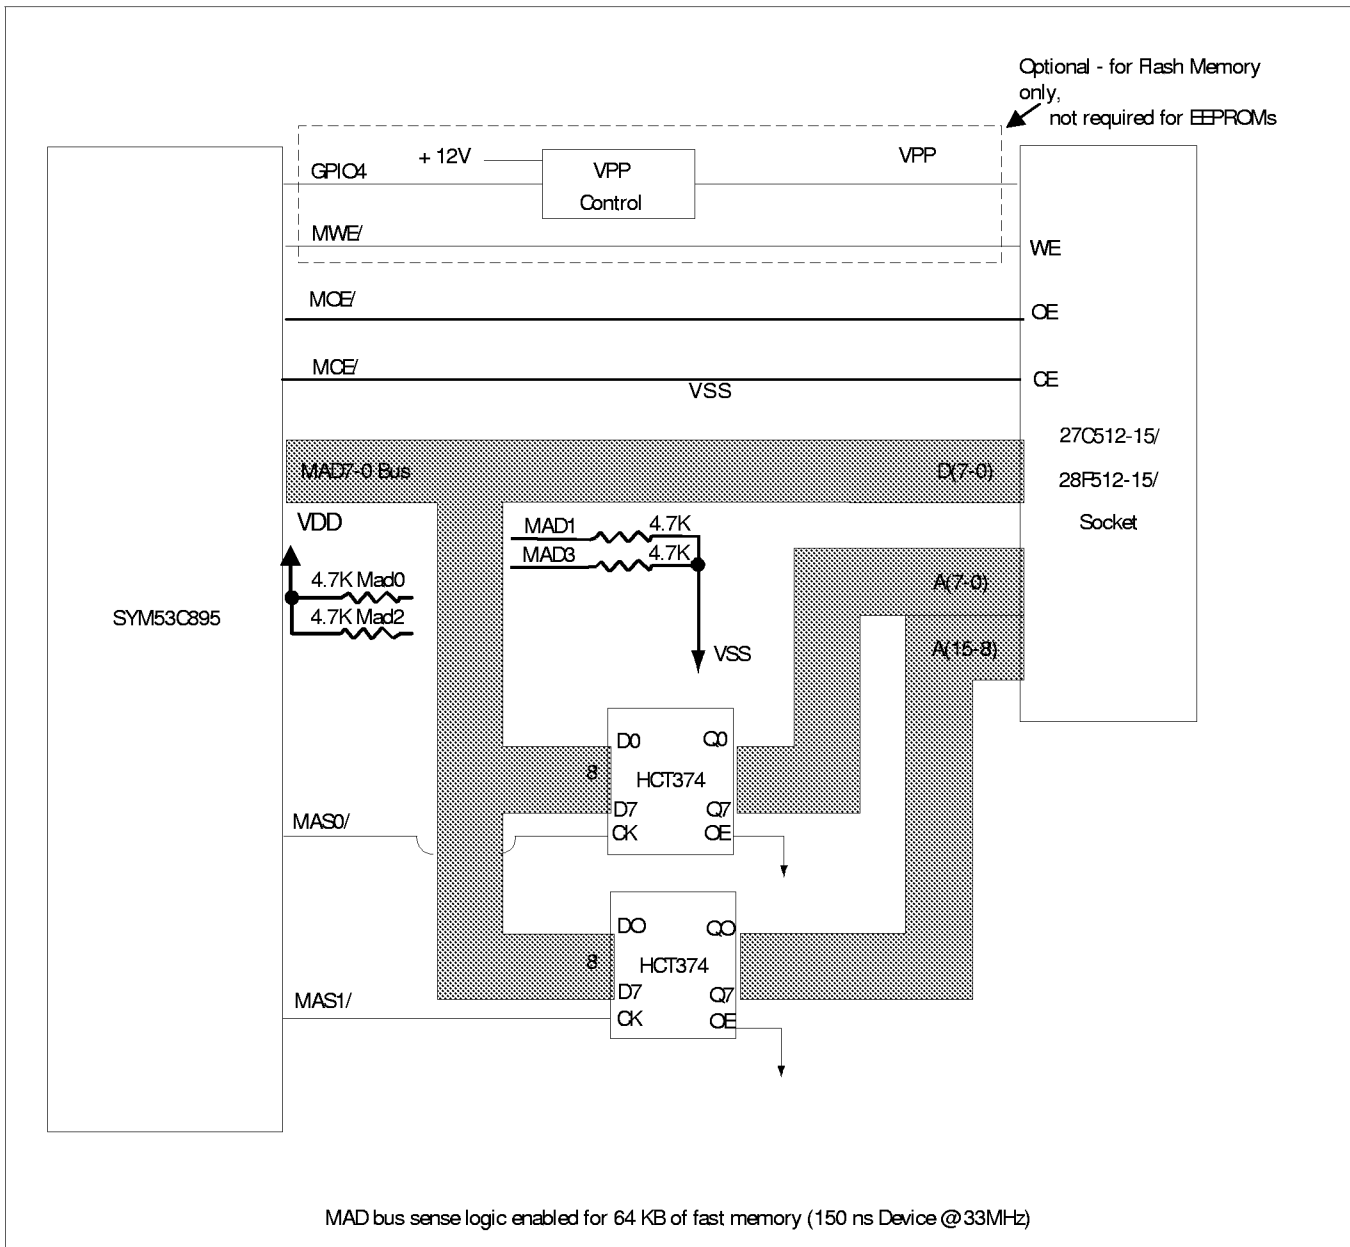 Optional - for Flash Memory
only,
not required for EEPROMs
+ 12V
VPP
GPIO4
VPP
Control
MWE/
WE
MOE/
OE
MCE/
CE
VSS
27C512-15/
28F512-15/
Socket
MAD7-0 Bus
D(7-0)
VDD
MAD1
4.7K
MAD3
4.7K
4.7K Mad0
4.7K Mad2
A(7-0)
A(15-8)
SYM53C895
VSS
D0
Q0
8
HCT374
D7
Q7
MAS0/
CK
OE
DO
QO
8
HCT374
D7
Q7
MAS1/
CK
OE
MAD bus sense logic enabled for 64 KB of fast memory (150 ns Device @ 33MHz)